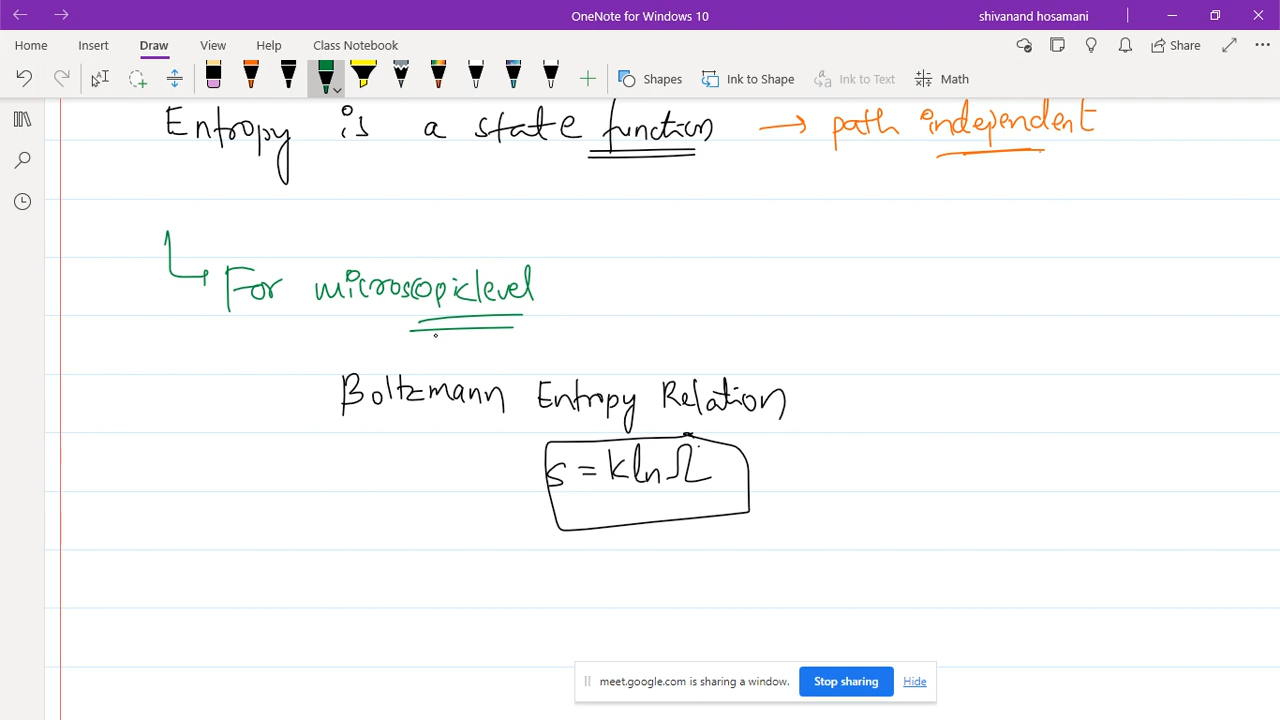 OneNote for Windows 10
shivanand hosamani
Home Insert Draw View Help Class Notebook Share
Shapes Ink to Shape Ink to Text Math
Entropy is a state function → path independent
For microscopic level
Boltzmann Entropy Relation
S = k ln Ω
meet.google.com is sharing a window. Stop sharing Hide